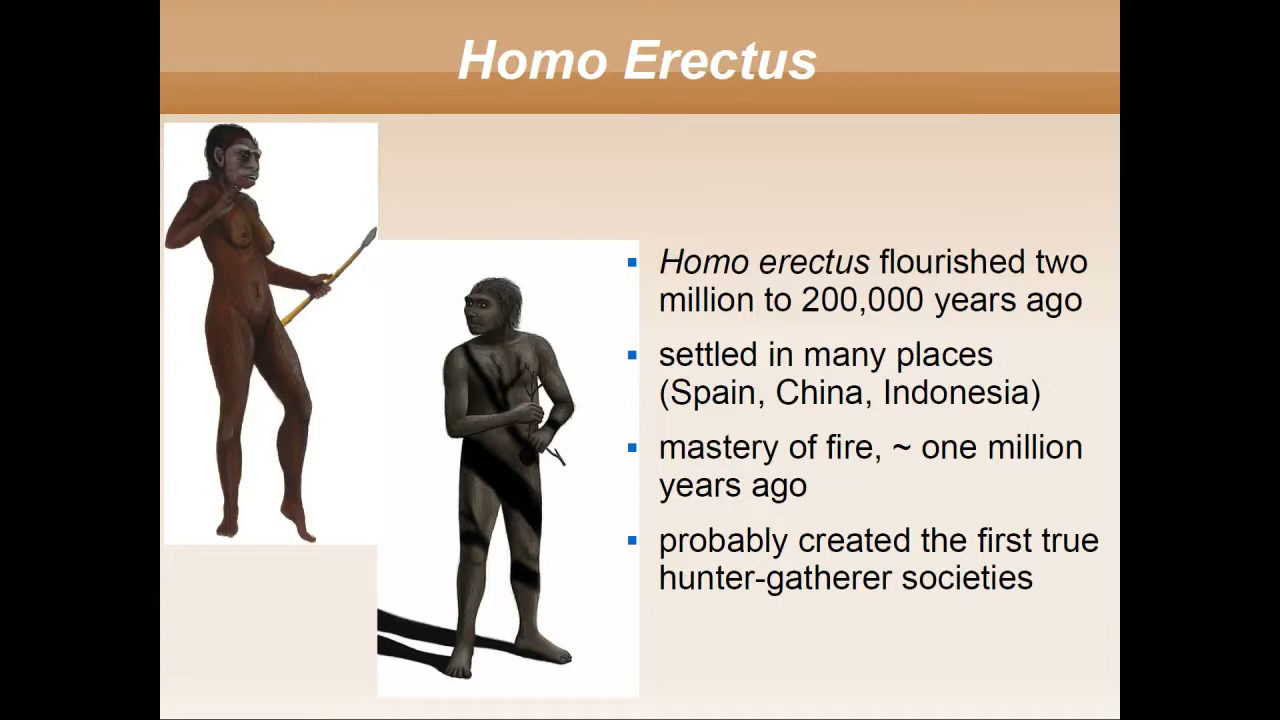 Homo Erectus
Homo erectus flourished two
million to 200,000 years ago
settled in many places
(Spain, China, Indonesia)
mastery of fire, ~ one million
years ago
probably created the first true
hunter-gatherer societies